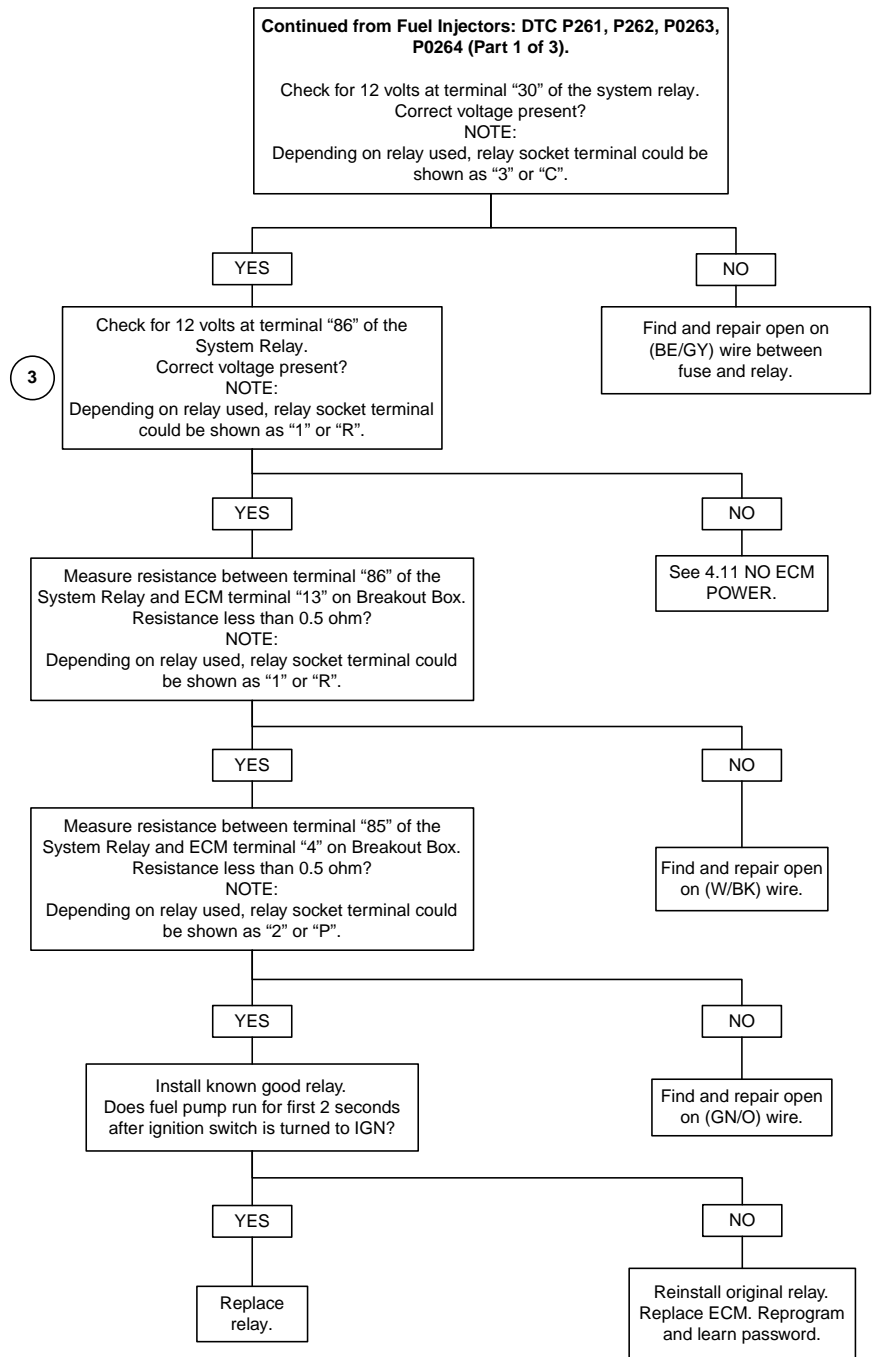 Continued from Fuel Injectors: DTC P261, P262, P0263,
P0264 (Part 1 of 3).
Check for 12 volts at terminal “30” of the system relay.
Correct voltage present?
NOTE:
Depending on relay used, relay socket terminal could be
shown as “3” or “C”.
YES
NO
3
Check for 12 volts at terminal “86” of the
System Relay.
Correct voltage present?
NOTE:
Depending on relay used, relay socket terminal
could be shown as “1” or “R”.
Find and repair open on
(BE/GY) wire between
fuse and relay.
YES
NO
Measure resistance between terminal “86” of the
System Relay and ECM terminal “13” on Breakout Box.
Resistance less than 0.5 ohm?
NOTE:
Depending on relay used, relay socket terminal could
be shown as “1” or “R”.
See 4.11 NO ECM
POWER.
YES
NO
Measure resistance between terminal “85” of the
System Relay and ECM terminal “4” on Breakout Box.
Resistance less than 0.5 ohm?
NOTE:
Depending on relay used, relay socket terminal could
be shown as “2” or “P”.
Find and repair open
on (W/BK) wire.
YES
NO
Install known good relay.
Does fuel pump run for first 2 seconds
after ignition switch is turned to IGN?
Find and repair open
on (GN/O) wire.
YES
NO
Replace
relay.
Reinstall original relay.
Replace ECM. Reprogram
and learn password.